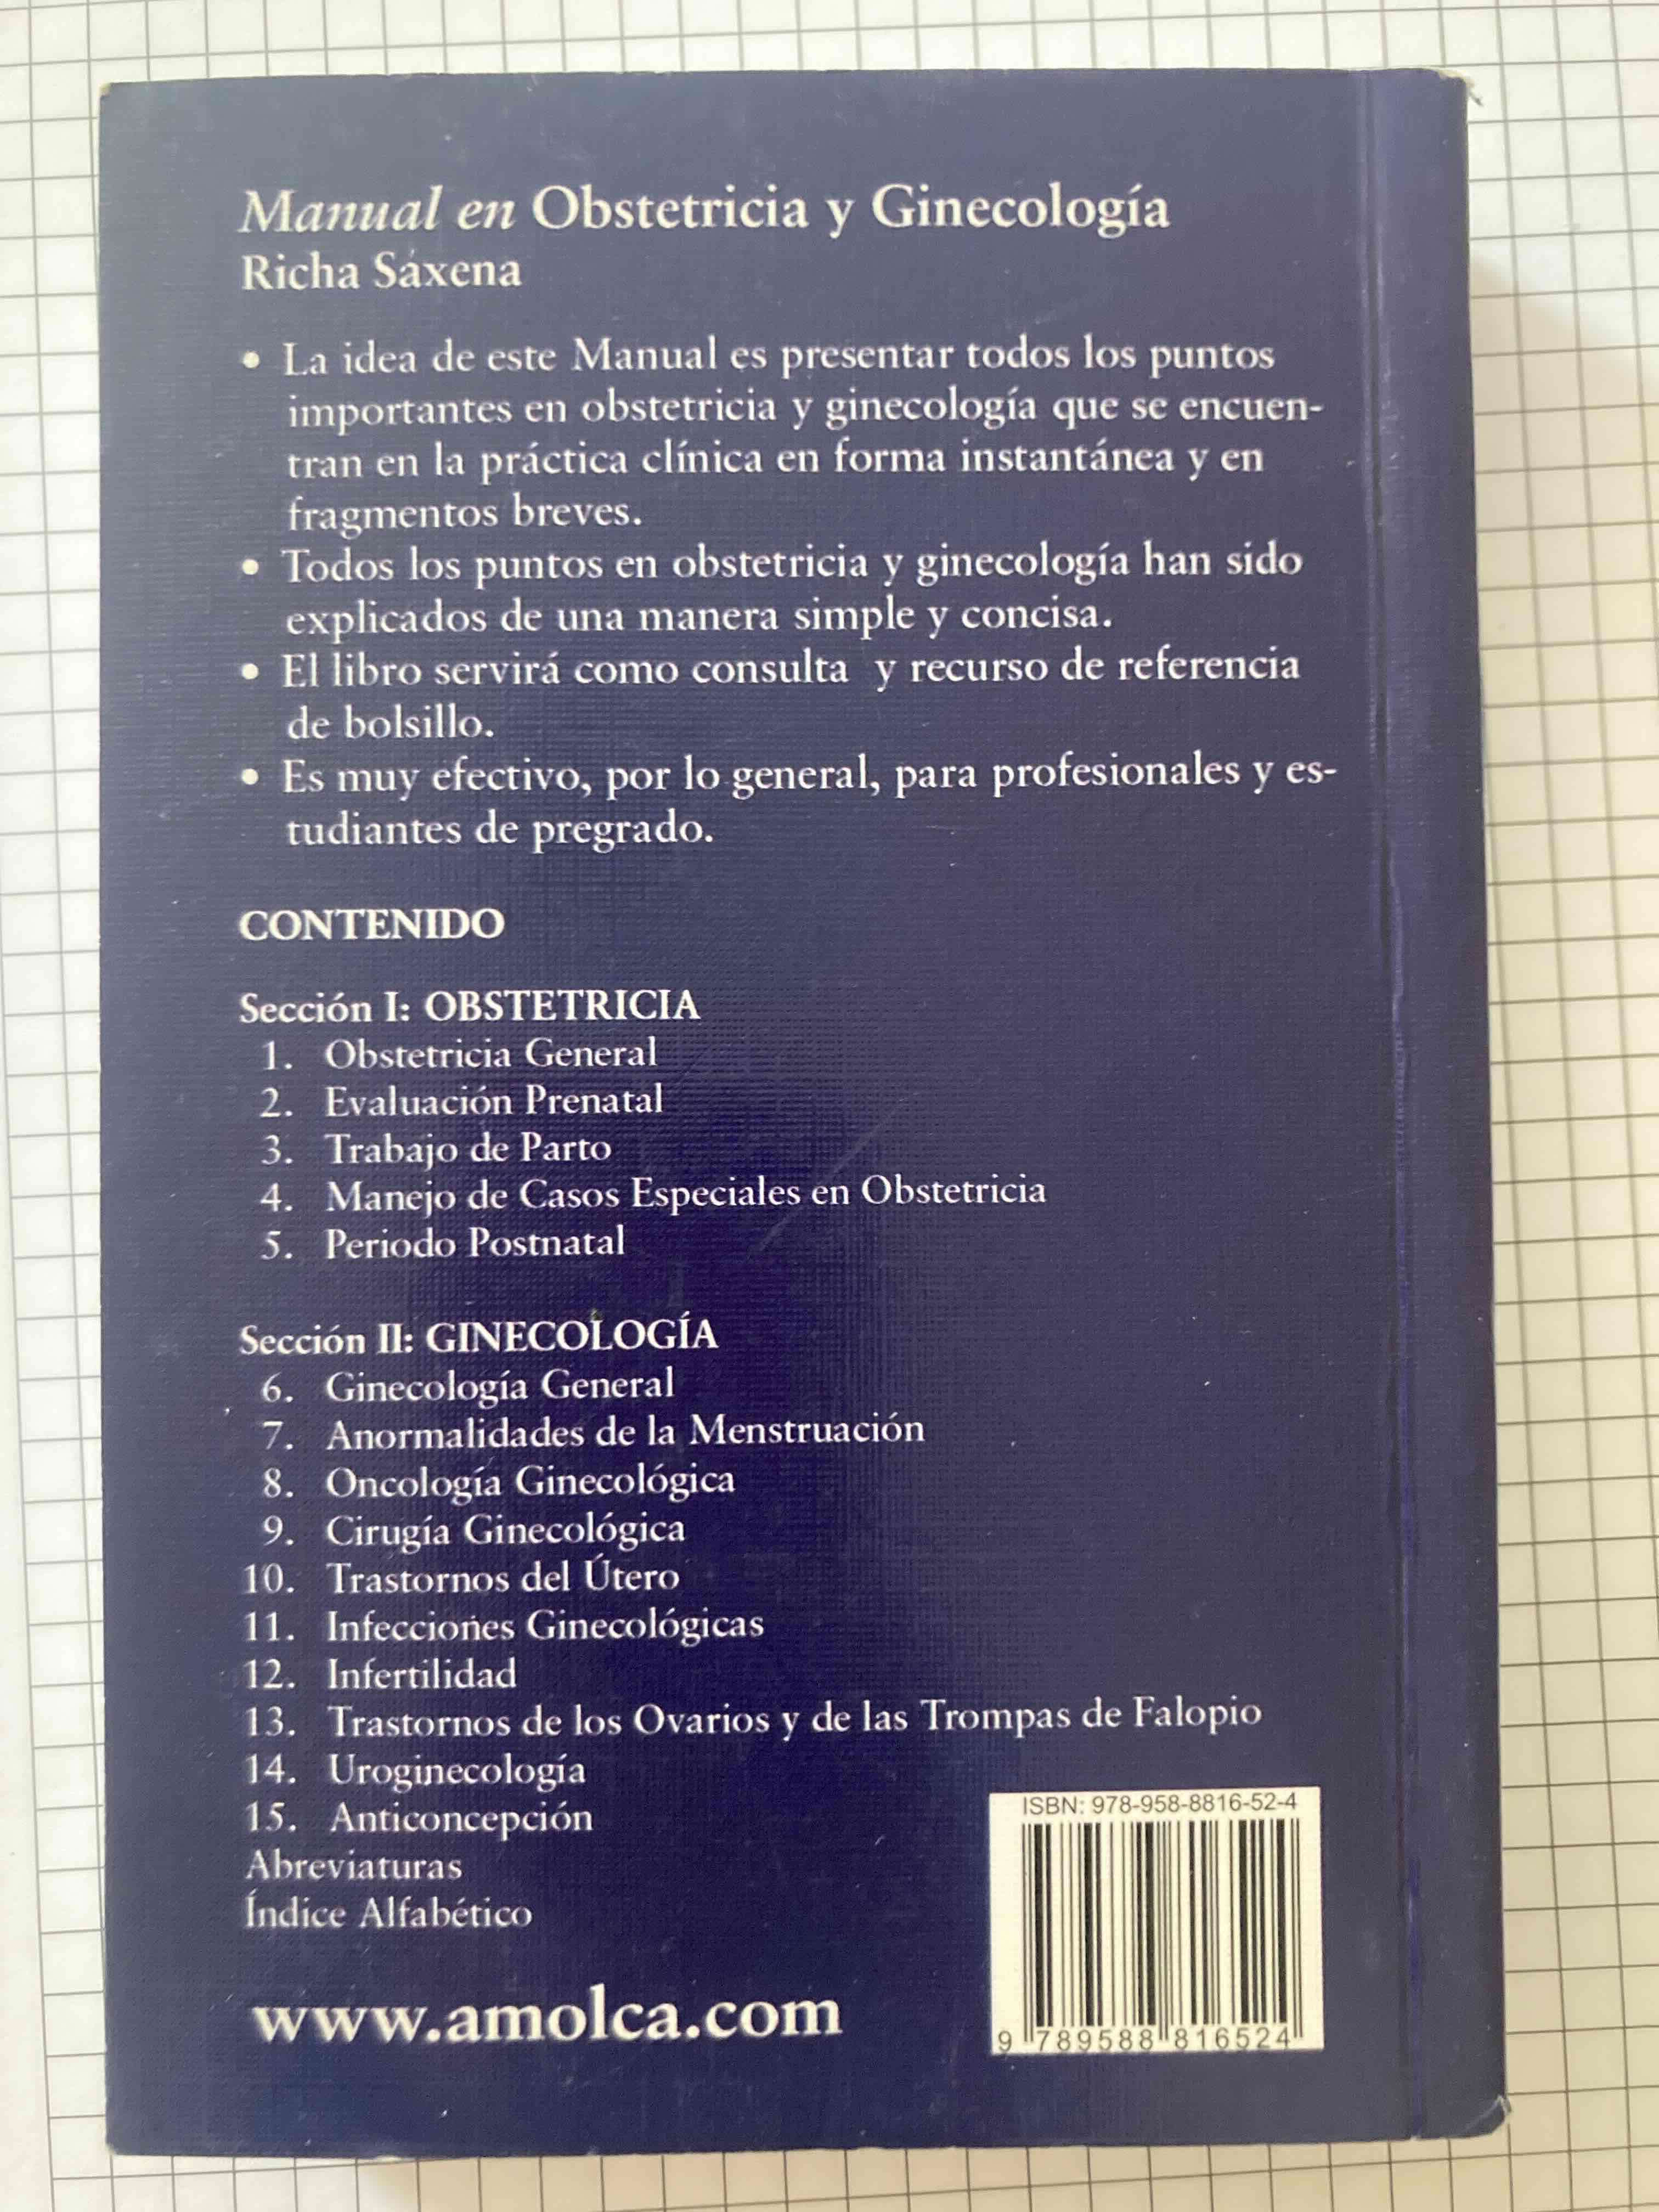 Manual en Obstetricia y Ginecología
Richa Saxena
• La idea de este Manual es presentar todos los puntos
importantes en obstetricia y ginecología que se encuen-
tran en la práctica clínica en forma instantánea y en
fragmentos breves.
• Todos los puntos en obstetricia y ginecología han sido
explicados de una manera simple y concisa.
• El libro servirá como consulta y recurso de referencia
de bolsillo.
• Es muy efectivo, por lo general, para profesionales y es-
tudiantes de pregrado.
CONTENIDO
Sección I: OBSTETRICIA
1. Obstetricia General
2. Evaluación Prenatal
3. Trabajo de Parto
4. Manejo de Casos Especiales en Obstetricia
5. Periodo Postnatal
Sección II: GINECOLOGÍA
6. Ginecología General
7. Anormalidades de la Menstruación
8. Oncología Ginecológica
9. Cirugía Ginecológica
10. Trastornos del Útero
11. Infecciones Ginecológicas
12. Infertilidad
13. Trastornos de los Ovarios y de las Trompas de Falopio
14. Uroginecología
15. Anticoncepción
Abreviaturas
Índice Alfabético
www.amolca.com
ISBN: 978-958-8816-52-4
9 789588 816524